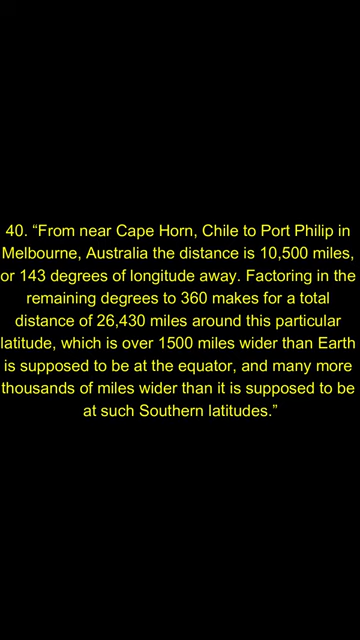 40. “From near Cape Horn, Chile to Port Philip in
Melbourne, Australia the distance is 10,500 miles,
or 143 degrees of longitude away. Factoring in the
remaining degrees to 360 makes for a total
distance of 26,430 miles around this particular
latitude, which is over 1500 miles wider than Earth
is supposed to be at the equator, and many more
thousands of miles wider than it is supposed to be
at such Southern latitudes.”